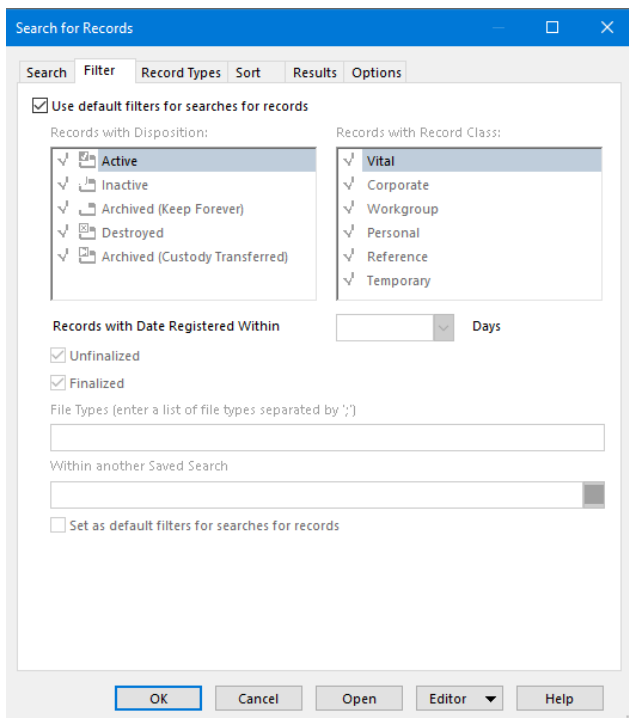 Search for Records
Search Filter Record Types Sort Results Options
Use default filters for searches for records
Records with Disposition: Records with Record Class:
Active Vital
Inactive Corporate
Archived (Keep Forever) Workgroup
Destroyed Personal
Archived (Custody Transferred) Reference
Temporary
Records with Date Registered Within Days
Unfinalized
Finalized
File Types (enter a list of file types separated by ';')
Within another Saved Search
Set as default filters for searches for records
OK Cancel Open Editor Help